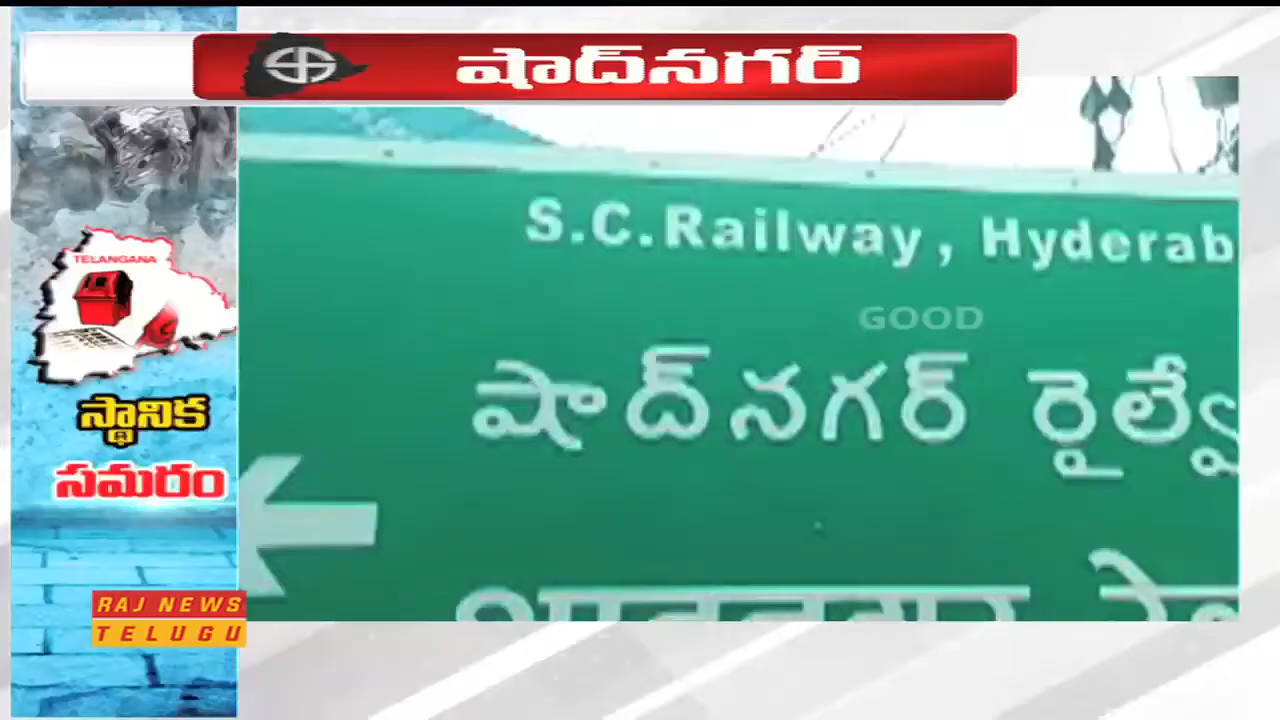 షాద్‌నగర్
S.C.Railway, Hyderab
GOOD
షాద్‌నగర్ రైల్వే
TELANGANA
స్థానిక
సమరం
RAJ NEWS
TELUGU